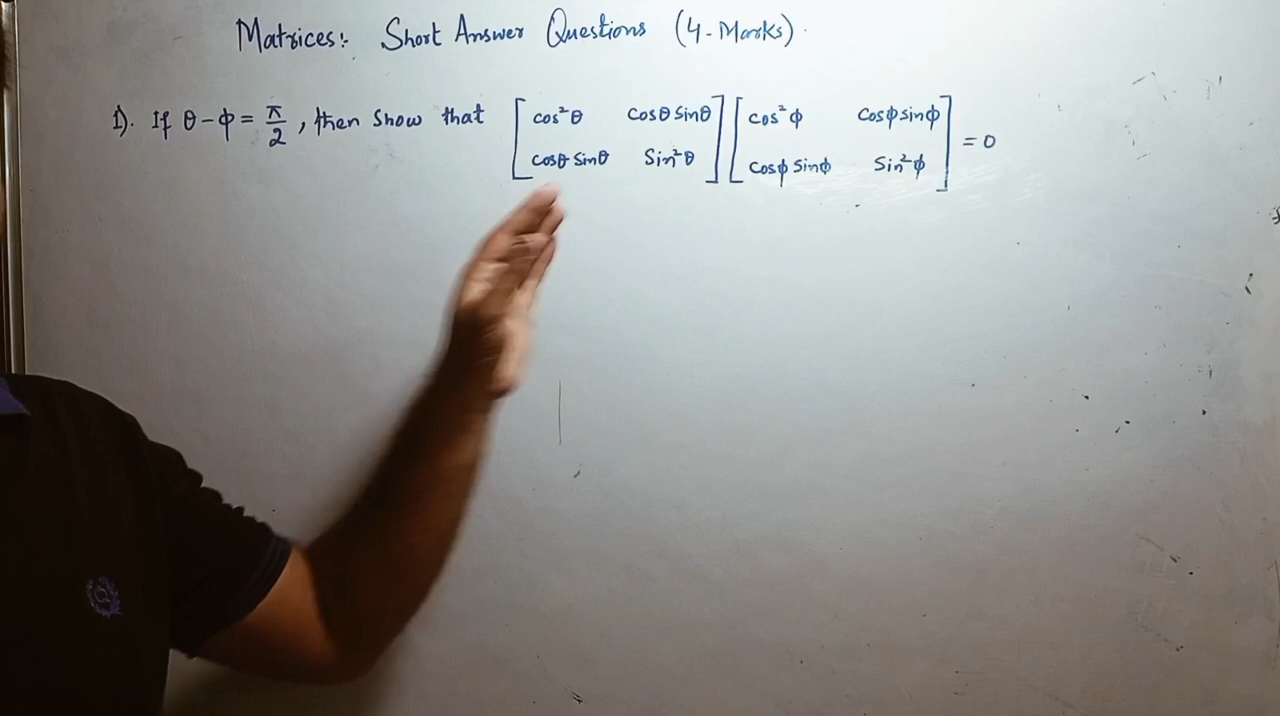 Matrices:- Short Answer Questions (4-Marks).
1). If θ-φ = π/2, then show that [cos²θ cosθ sinθ cosθ sinθ sin²θ] [cos²φ cosφ sinφ cosφ sinφ sin²φ] = 0